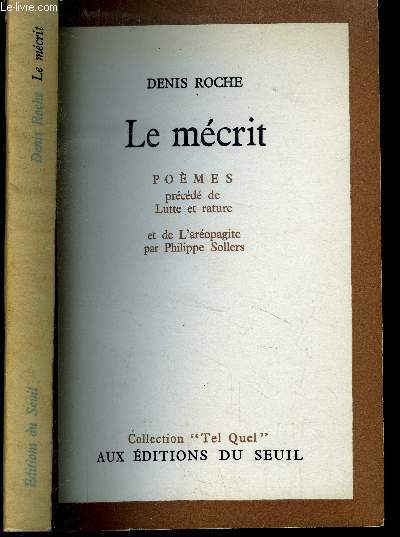 Le-livre.com
DENIS ROCHE
Le mécrit
POÈMES
précédé de
Lutte et rature
et de L'aréopagite
par Philippe Sollers
Collection "Tel Quel"
AUX ÉDITIONS DU SEUIL
Editions du Seuil Denis Roche Le mécrit